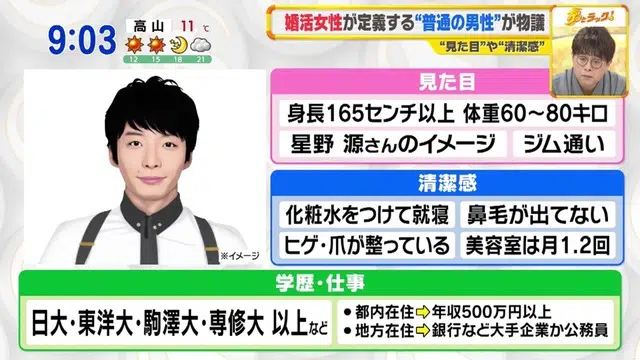 9:03
高山 11℃
12 15 18 21
婚活女性が定義する“普通の男性”が物議
“見た目”や“清潔感”
見た目
身長165センチ以上 体重60～80キロ
星野 源さんのイメージ
ジム通い
清潔感
化粧水をつけて就寝
鼻毛が出てない
ヒゲ・爪が整っている
美容室は月1.2回
※イメージ
学歴・仕事
日大・東洋大・駒澤大・専修大 以上など
●都内在住⇨年収500万円以上
●地方在住⇨銀行など大手企業か公務員